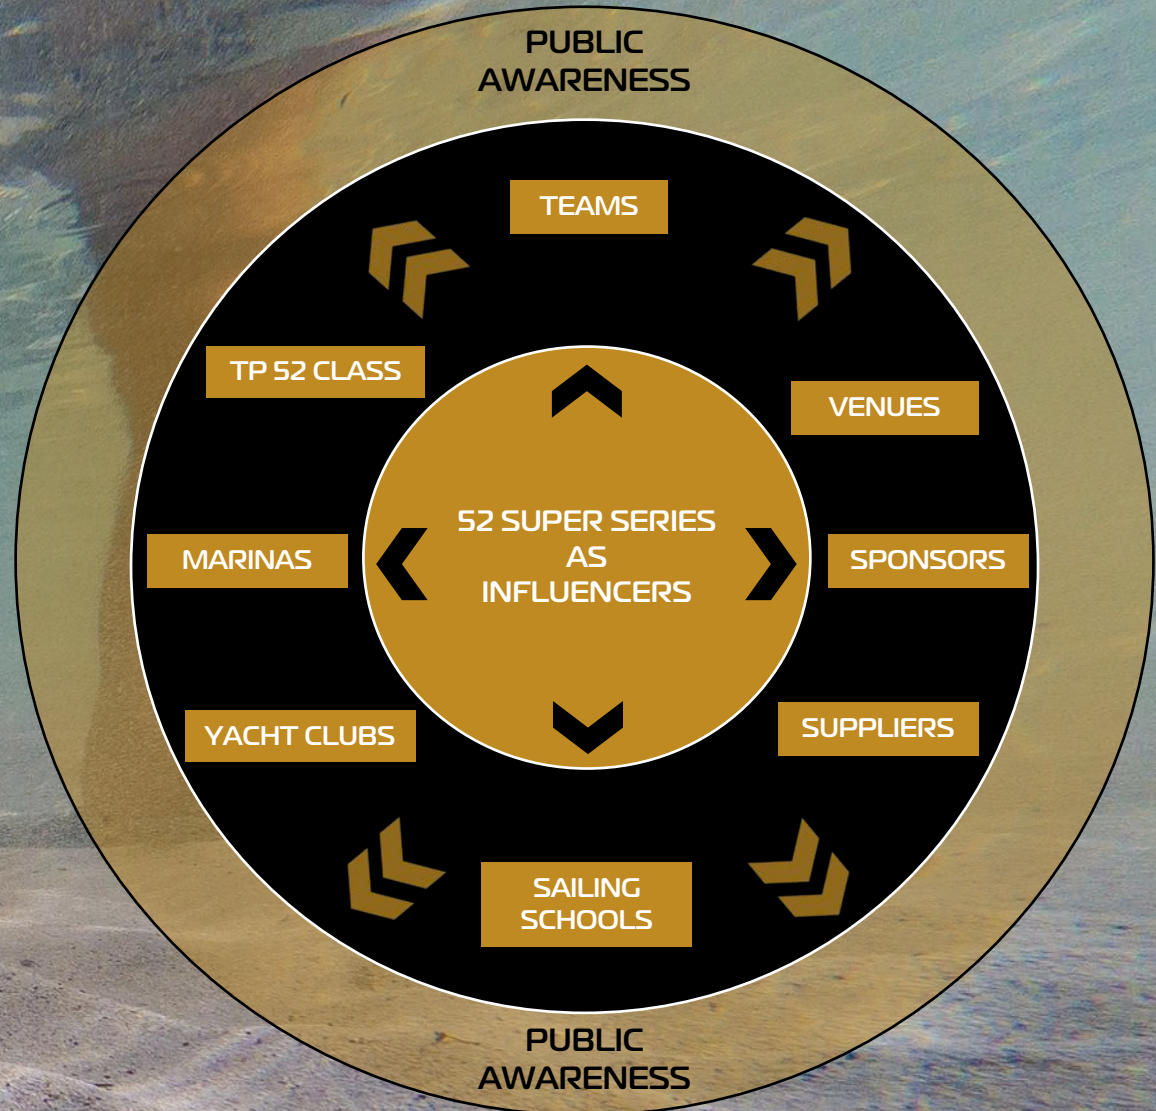 PUBLIC
AWARENESS
TEAMS
TP 52 CLASS
VENUES
52 SUPER SERIES
AS
INFLUENCERS
MARINAS
SPONSORS
YACHT CLUBS
SUPPLIERS
SAILING
SCHOOLS
PUBLIC
AWARENESS